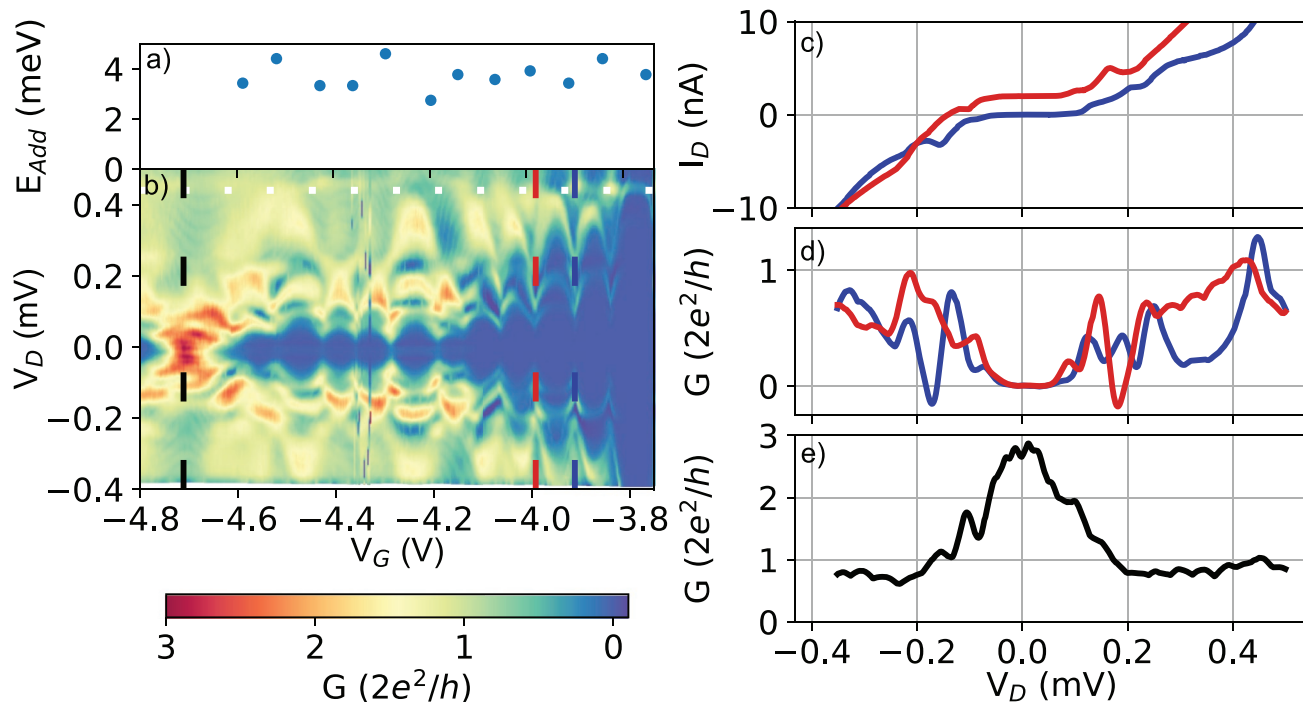 a)
E_Add (meV)
4
2
0
b)
V_D (mV)
0.4
0.2
0.0
−0.2
−0.4
−4.8
−4.6
−4.4
−4.2
−4.0
−3.8
V_G (V)
3
2
1
0
G (2e²/h)
c)
I_D (nA)
10
0
−10
d)
G (2e²/h)
1
0
e)
G (2e²/h)
3
2
1
0
−0.4
−0.2
0.0
0.2
0.4
V_D (mV)